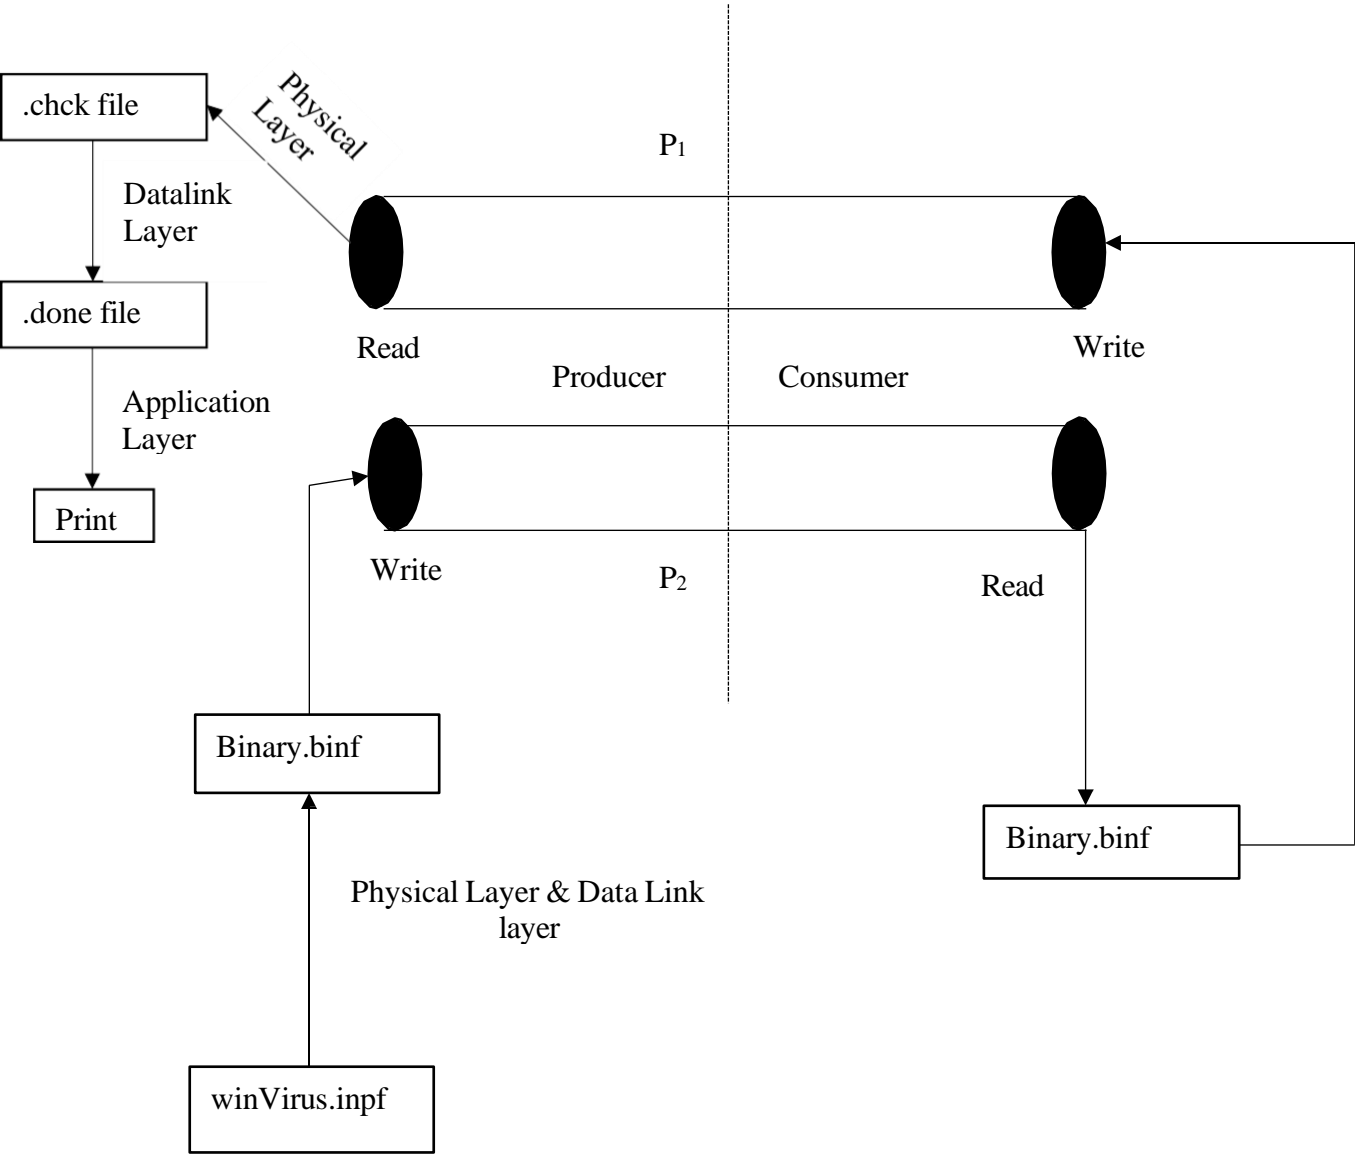 .chck file
Physical
Layer
P1
Datalink
Layer
.done file
Read
Write
Producer
Consumer
Application
Layer
Print
Write
P2
Read
Binary.binf
Binary.binf
Physical Layer & Data Link
layer
winVirus.inpf